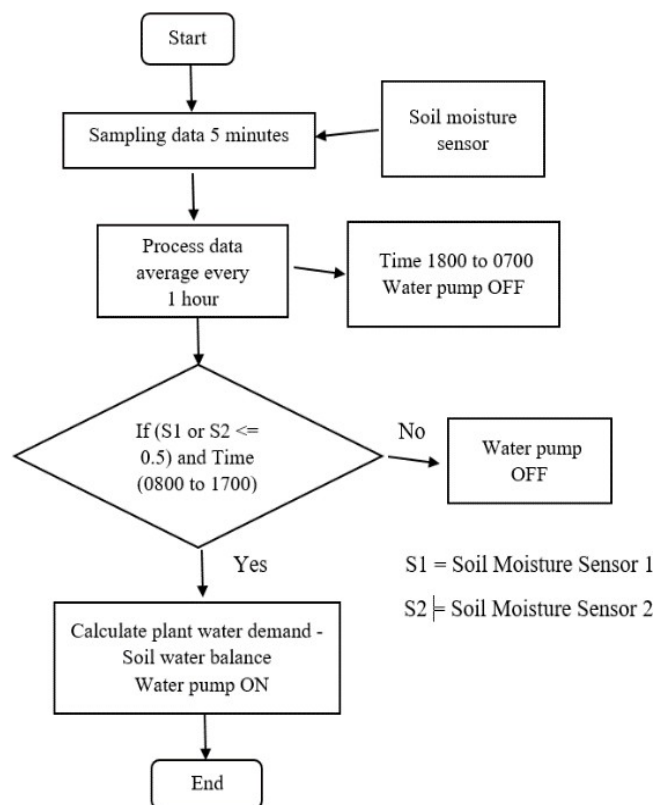 Start
Sampling data 5 minutes
Soil moisture
sensor
Process data
average every
1 hour
Time 1800 to 0700
Water pump OFF
If (S1 or S2 <=
0.5) and Time
(0800 to 1700)
No
Water pump
OFF
Yes
S1 = Soil Moisture Sensor 1
S2 = Soil Moisture Sensor 2
Calculate plant water demand -
Soil water balance
Water pump ON
End